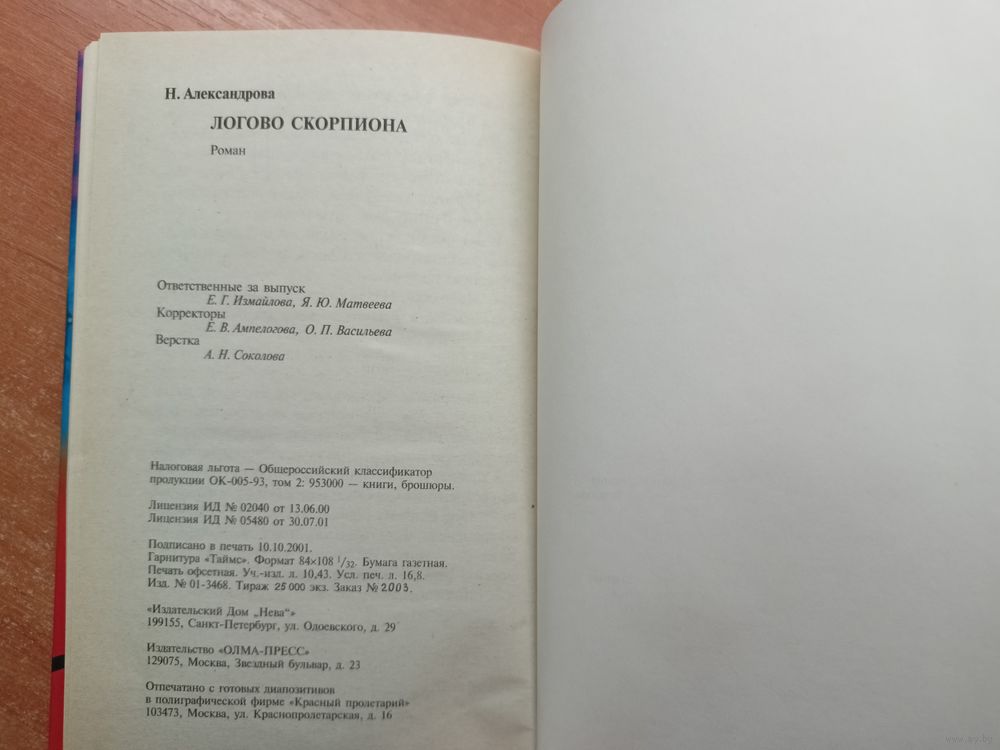 Н. Александрова
ЛОГОВО СКОРПИОНА
Роман
Ответственные за выпуск
Е. Г. Измайлова, Я. Ю. Матвеева
Корректоры
Е. В. Ампелогова, О. П. Васильева
Верстка
А. Н. Соколова
Налоговая льгота — Общероссийский классификатор
продукции ОК-005-93, том 2: 953000 — книги, брошюры.
Лицензия ИД № 02040 от 13.06.00
Лицензия ИД № 05480 от 30.07.01
Подписано в печать 10.10.2001.
Гарнитура «Таймс». Формат 84×108 1/32. Бумага газетная.
Печать офсетная. Уч.-изд. л. 10,43. Усл. печ. л. 16,8.
Изд. № 01-3468. Тираж 25 000 экз. Заказ № 2003.
«Издательский Дом „Нева“»
199155, Санкт-Петербург, ул. Одоевского, д. 29
Издательство «ОЛМА-ПРЕСС»
129075, Москва, Звездный бульвар, д. 23
Отпечатано с готовых диапозитивов
в полиграфической фирме «Красный пролетарий»
103473, Москва, ул. Краснопролетарская, д. 16
www.ay.by